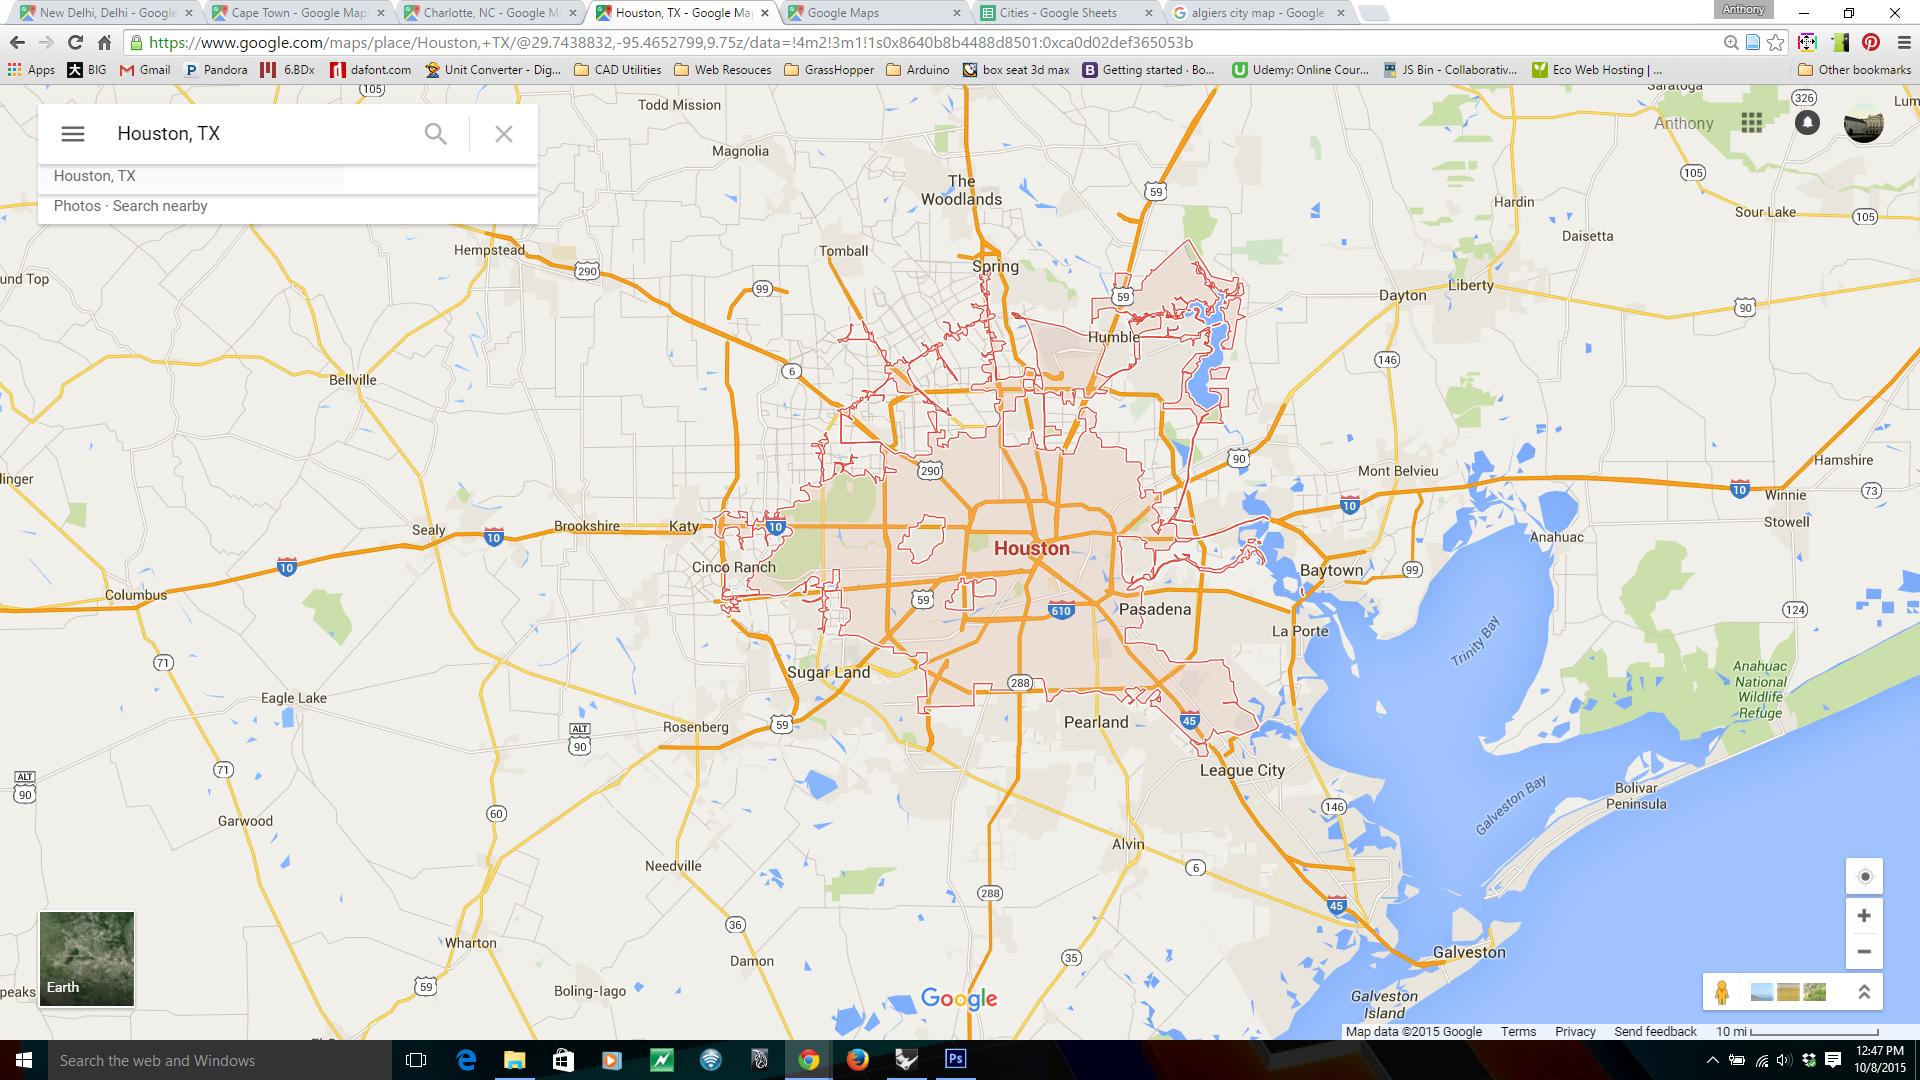 New Delhi, Delhi - Google
Cape Town - Google Maps
Charlotte, NC - Google M
Houston, TX - Google Ma
Google Maps
Cities - Google Sheets
algiers city map - Google
Anthony
https://www.google.com/maps/place/Houston,+TX/@29.7438832,-95.4652799,9.75z/data=!4m2!3m1!1s0x8640b8b4488d8501:0xca0d02def365053b
Apps
BIG
Gmail
Pandora
6.BDx
dafont.com
Unit Converter - Dig...
CAD Utilities
Web Resouces
GrassHopper
Arduino
box seat 3d max
Getting started · Bo...
Udemy: Online Cour...
JS Bin - Collaborativ...
Eco Web Hosting | ...
Other bookmarks
Houston, TX
Houston, TX
Photos · Search nearby
Anthony
105
Todd Mission
Saratoga
326
Lum
Magnolia
The
Woodlands
59
105
Hardin
Sour Lake
105
Daisetta
Hempstead
290
Tomball
Spring
und Top
99
59
Dayton
Liberty
90
Humble
146
6
Bellville
290
90
Mont Belvieu
Hamshire
linger
10
73
Winnie
Stowell
10
Sealy
10
Brookshire
Katy
10
Houston
Anahuac
10
Cinco Ranch
Baytown
99
Columbus
59
610
Pasadena
124
La Porte
Trinity Bay
71
Sugar Land
288
Anahuac
National
Wildlife
Refuge
Eagle Lake
Rosenberg
59
Pearland
45
ALT
90
71
League City
ALT
90
Galveston Bay
Bolivar
Peninsula
146
60
Garwood
Alvin
Needville
6
288
45
36
Wharton
Damon
35
Galveston
59
Boling-Iago
Galveston
Island
peaks
Earth
Google
Map data ©2015 Google
Terms
Privacy
Send feedback
10 mi
Search the web and Windows
Ps
12:47 PM
10/8/2015